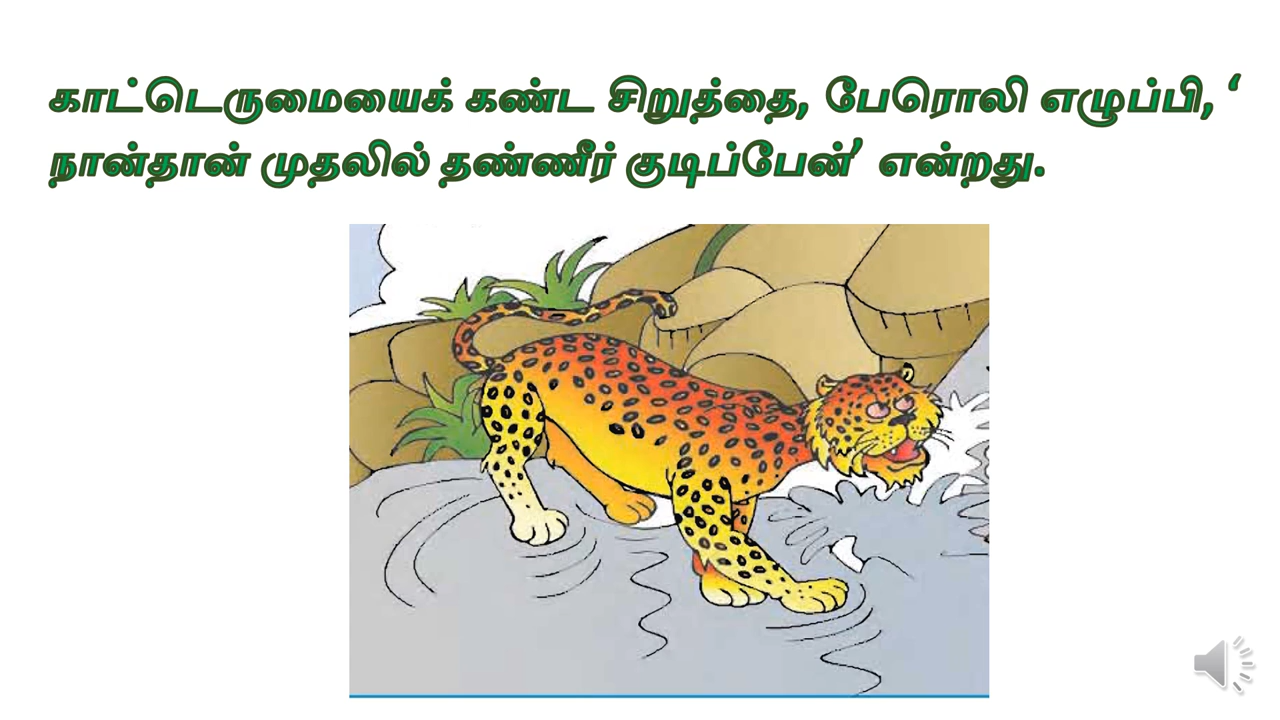 காட்டெருமையைக் கண்ட சிறுத்தை, பேரொலி எழுப்பி, ‘
நான்தான் முதலில் தண்ணீர் குடிப்பேன்’ என்றது.